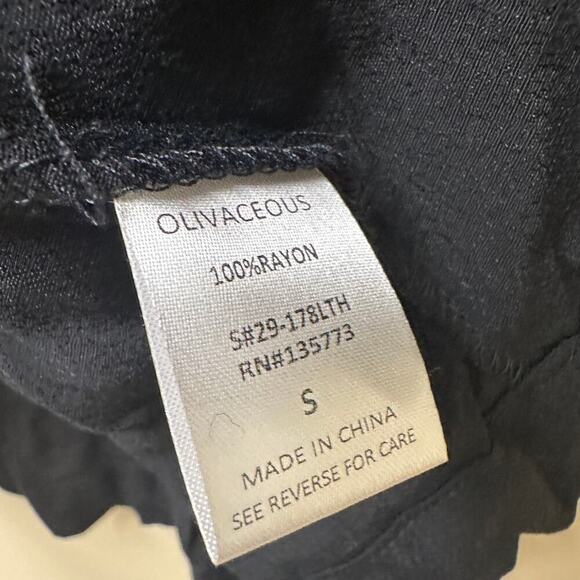 OLIVACEOUS
100%RAYON
S#29-178LTH
RN#135773
S
MADE IN CHINA
SEE REVERSE FOR CARE